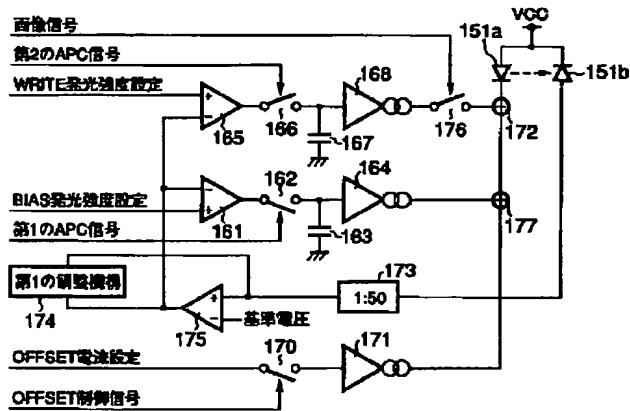 画像信号
151a
VCC
第2のAPC信号
168
151b
WRITE発光強度設定
165
166
167
176
172
162
164
BIAS発光強度設定
161
163
177
第1のAPC信号
173
第1の調整機構
1:50
174
175
基準電圧
170
171
OFFSET電流設定
OFFSET制御信号